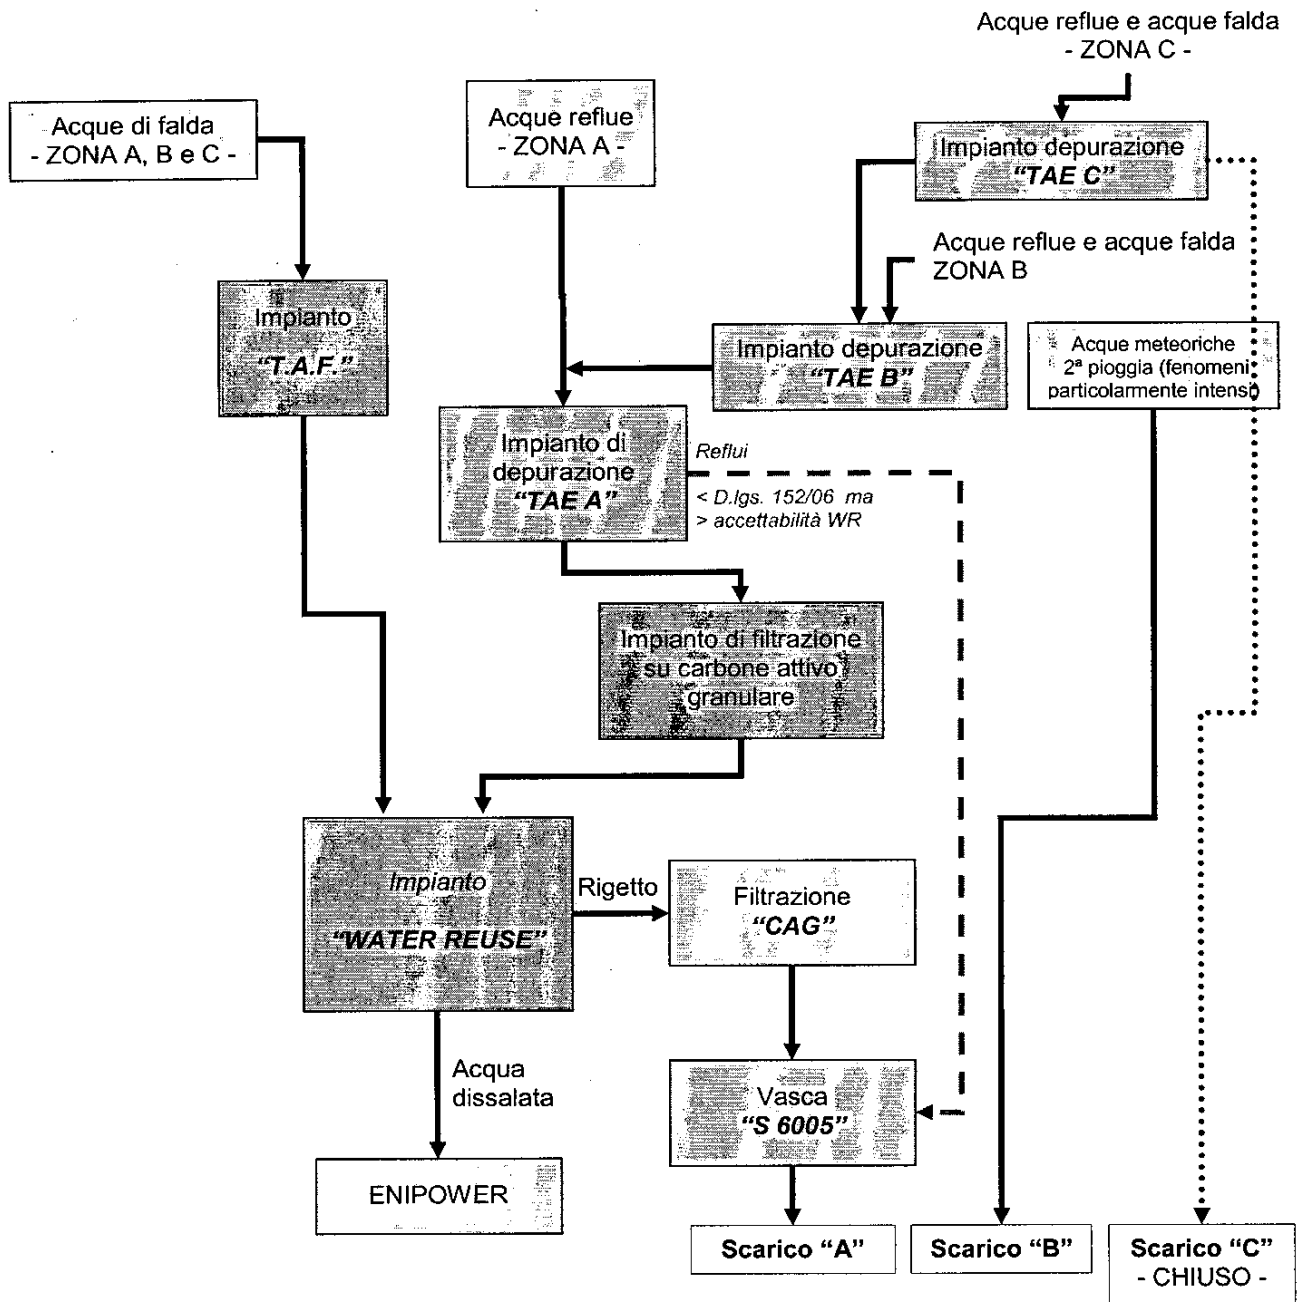 Acque reflue e acque falda
- ZONA C -
Acque di falda
- ZONA A, B e C -
Acque reflue
- ZONA A -
Impianto depurazione
“TAE C”
Acque reflue e acque falda
ZONA B
Impianto
“T.A.F.”
Impianto depurazione
“TAE B”
Acque meteoriche
2ª pioggia (fenomeni
particolarmente intensi)
Impianto di
depurazione
“TAE A”
Reflui
< D.lgs. 152/06 ma
> accettabilità WR
Impianto di filtrazione
su carbone attivo
granulare
Impianto
“WATER REUSE”
Rigetto
Filtrazione
“CAG”
Acqua
dissalata
Vasca
“S 6005”
ENIPOWER
Scarico “A”
Scarico “B”
Scarico “C”
- CHIUSO -